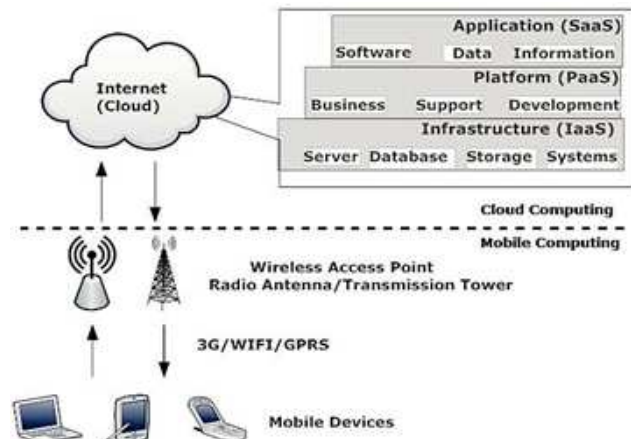 Application (SaaS)
Software Data Information
Platform (PaaS)
Business Support Development
Infrastructure (IaaS)
Server Database Storage Systems
Internet
(Cloud)
Cloud Computing
Mobile Computing
Wireless Access Point
Radio Antenna/Transmission Tower
3G/WIFI/GPRS
Mobile Devices